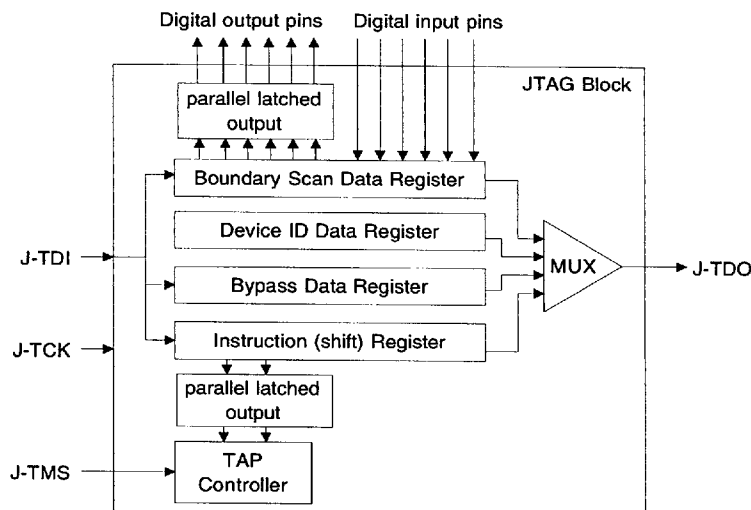 Digital output pins
Digital input pins
JTAG Block
parallel latched
output
Boundary Scan Data Register
Device ID Data Register
J-TDI
MUX
J-TDO
Bypass Data Register
Instruction (shift) Register
J-TCK
parallel latched
output
J-TMS
TAP
Controller